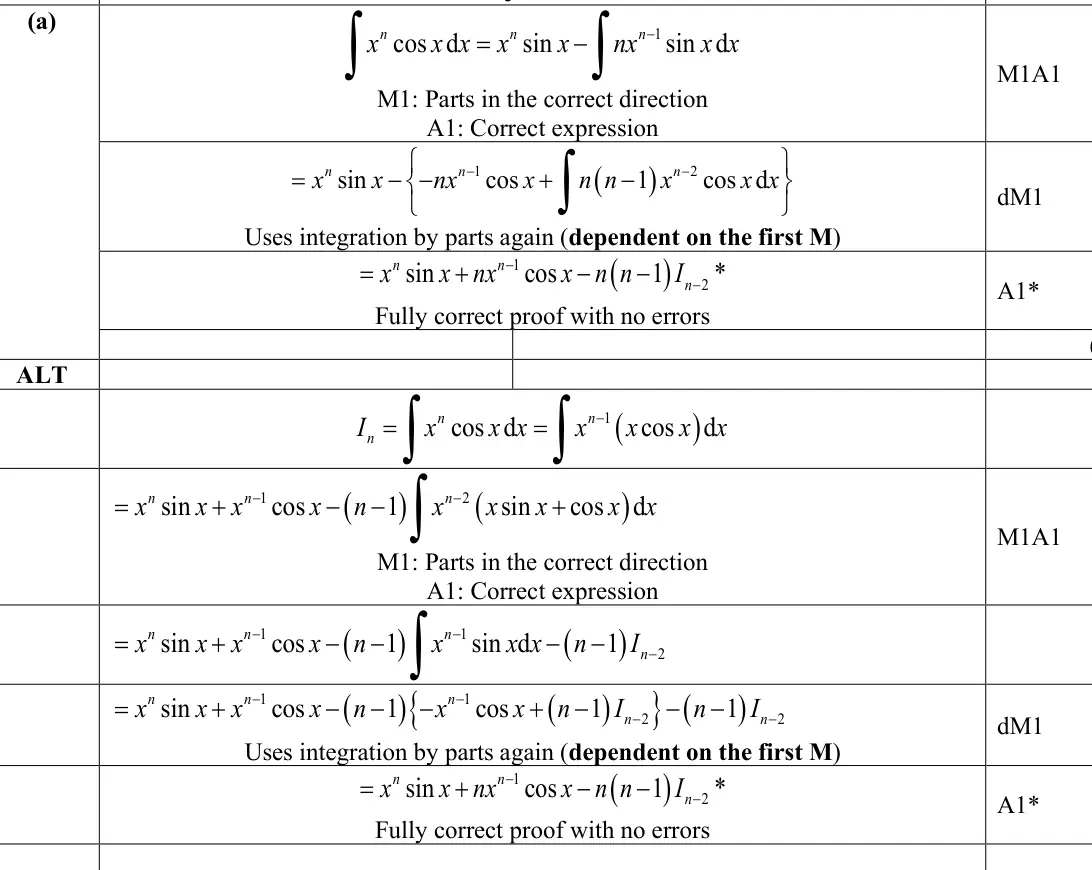 (a)
∫ xⁿ cos x dx = xⁿ sin x − ∫ nxⁿ⁻¹ sin x dx
M1: Parts in the correct direction
A1: Correct expression
M1A1
= xⁿ sin x − {−nxⁿ⁻¹ cos x + ∫ n(n−1)xⁿ⁻² cos x dx}
Uses integration by parts again (dependent on the first M)
dM1
= xⁿ sin x + nxⁿ⁻¹ cos x − n(n−1)Iₙ₋₂ *
Fully correct proof with no errors
A1*
(
ALT
Iₙ = ∫ xⁿ cos x dx = ∫ xⁿ⁻¹ (x cos x) dx
= xⁿ sin x + xⁿ⁻¹ cos x − (n−1) ∫ xⁿ⁻² (x sin x + cos x) dx
M1: Parts in the correct direction
A1: Correct expression
M1A1
= xⁿ sin x + xⁿ⁻¹ cos x − (n−1) ∫ xⁿ⁻¹ sin xdx − (n−1)Iₙ₋₂
= xⁿ sin x + xⁿ⁻¹ cos x − (n−1){−xⁿ⁻¹ cos x + (n−1)Iₙ₋₂} − (n−1)Iₙ₋₂
Uses integration by parts again (dependent on the first M)
dM1
= xⁿ sin x + nxⁿ⁻¹ cos x − n(n−1)Iₙ₋₂ *
Fully correct proof with no errors
A1*